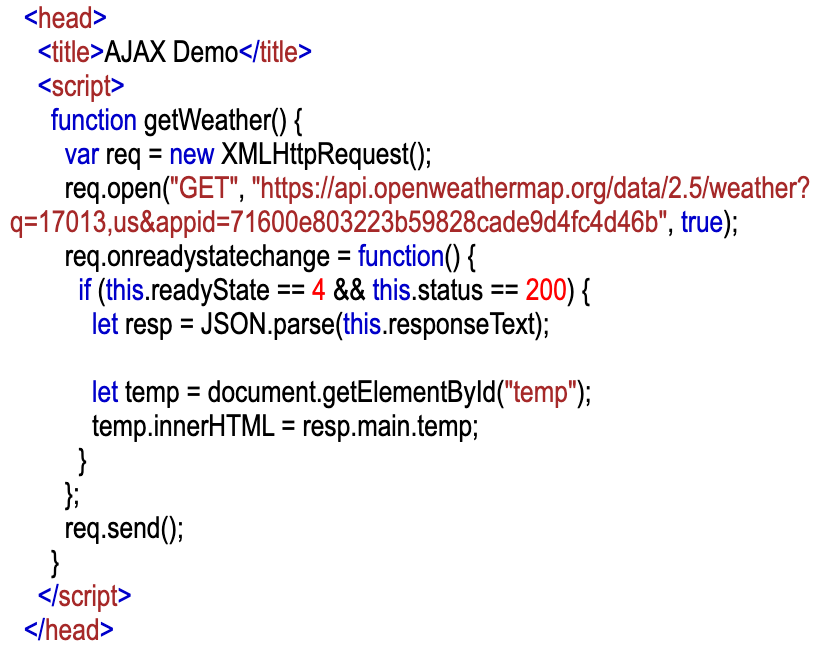 <head>
<title>AJAX Demo</title>
<script>
function getWeather() {
var req = new XMLHttpRequest();
req.open("GET", "https://api.openweathermap.org/data/2.5/weather?
q=17013,us&appid=71600e803223b59828cade9d4fc4d46b", true);
req.onreadystatechange = function() {
if (this.readyState == 4 && this.status == 200) {
let resp = JSON.parse(this.responseText);
let temp = document.getElementById("temp");
temp.innerHTML = resp.main.temp;
}
};
req.send();
}
</script>
</head>